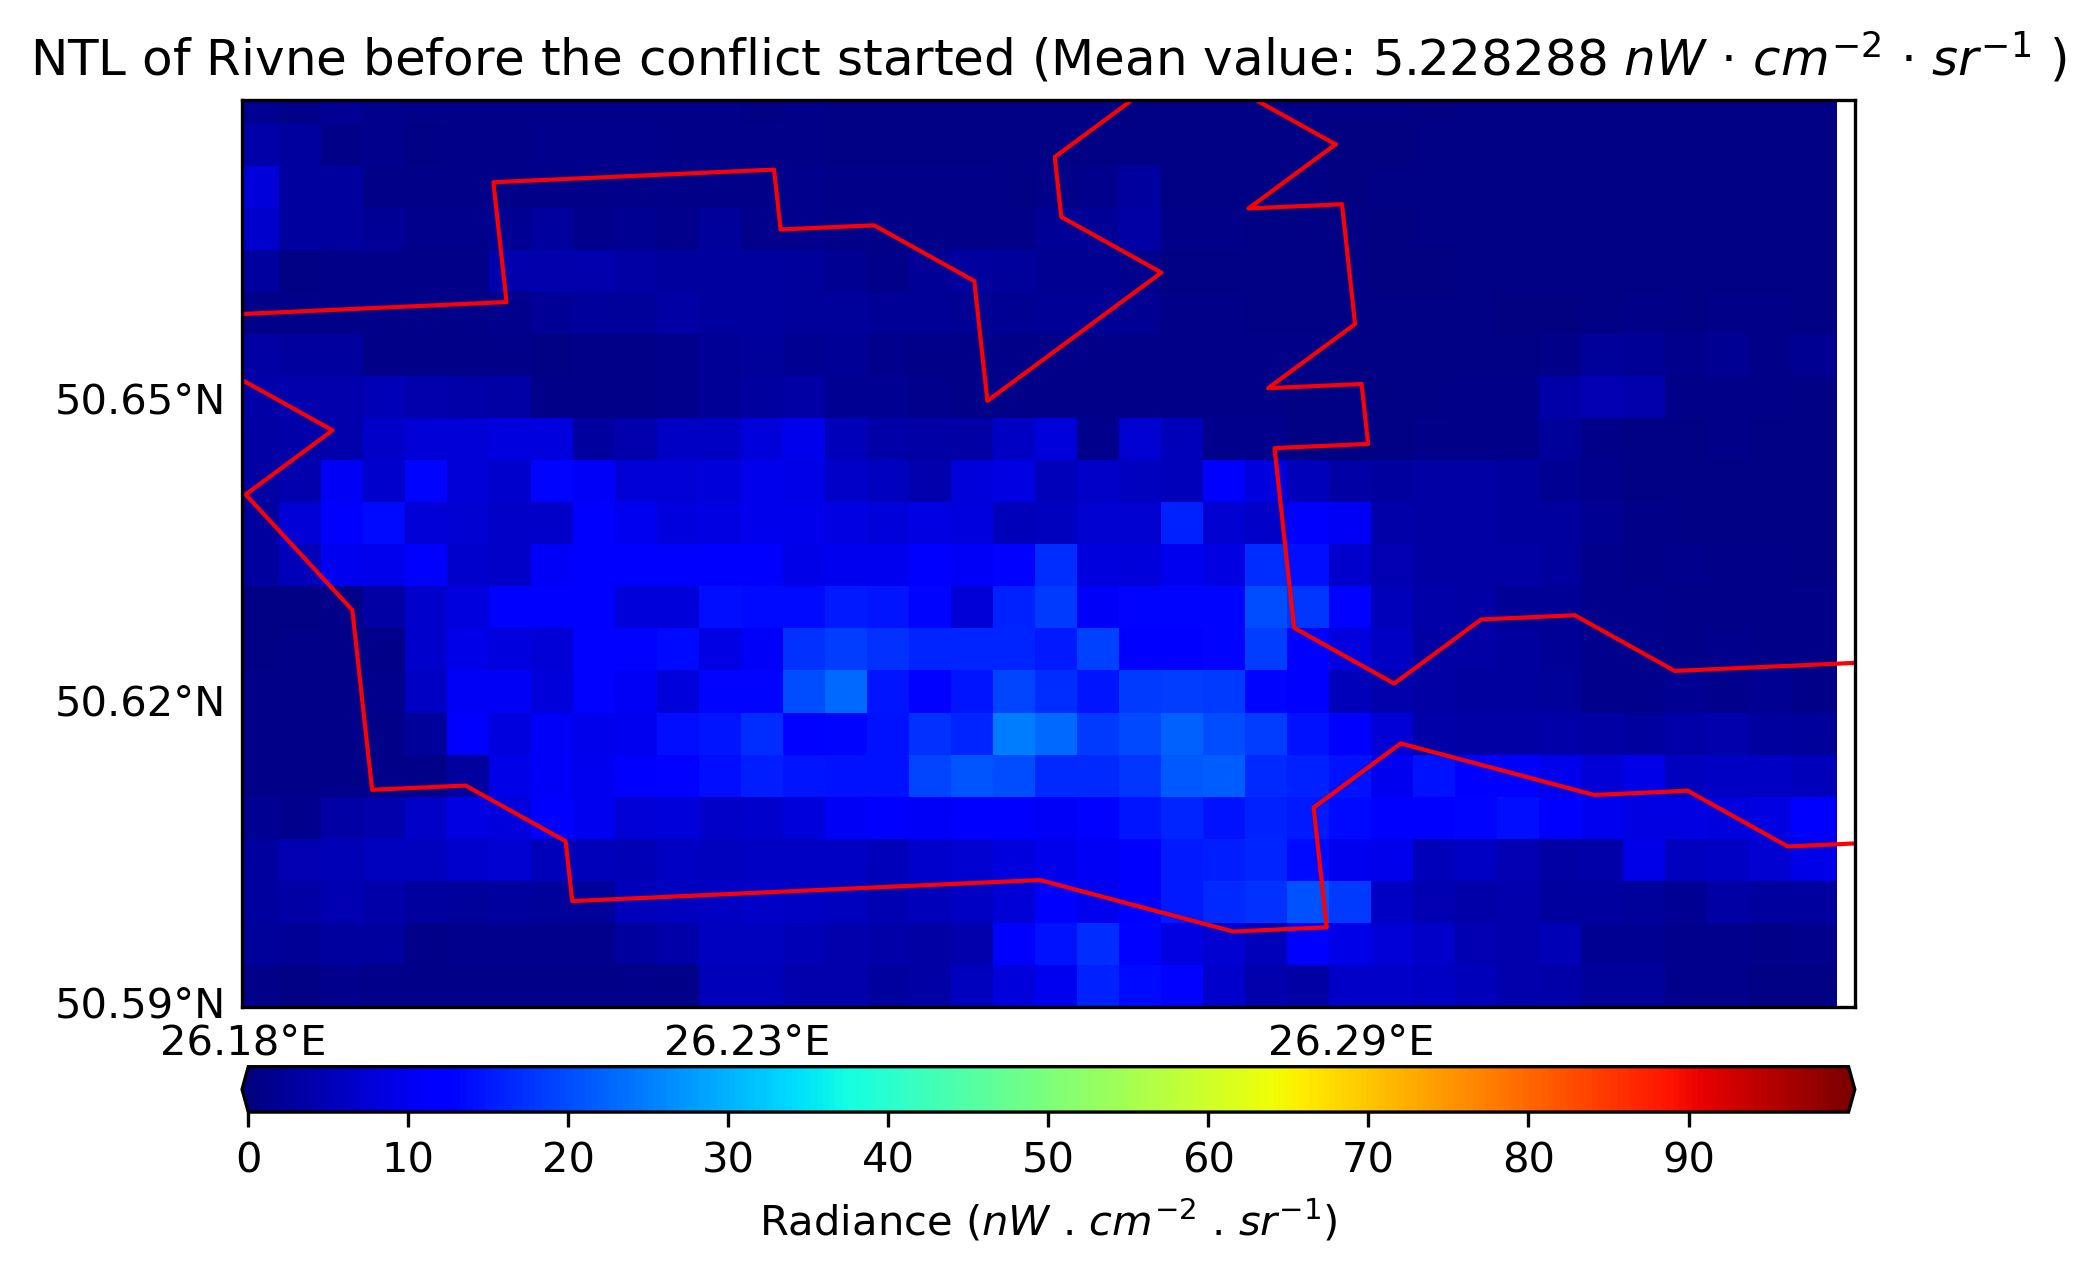 NTL of Rivne before the conflict started (Mean value: 5.228288 nW · cm⁻² · sr⁻¹ )
50.65°N
50.62°N
50.59°N
26.18°E 26.23°E 26.29°E
0 10 20 30 40 50 60 70 80 90
Radiance (nW . cm⁻² . sr⁻¹)